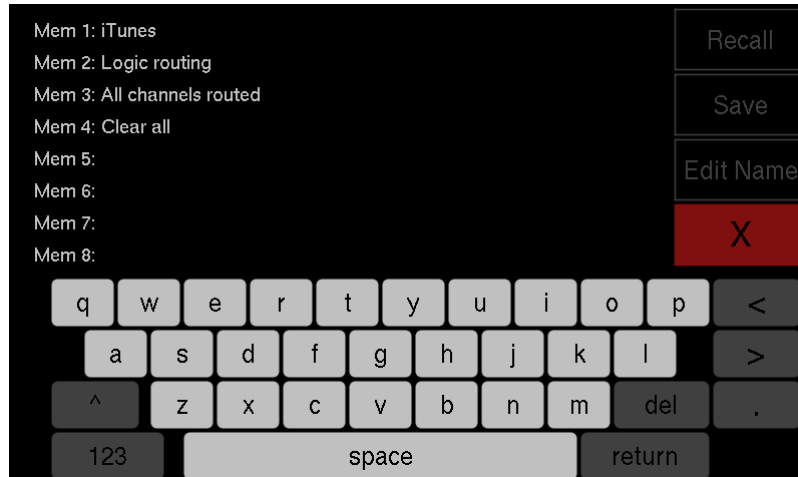 Mem 1: iTunes
Mem 2: Logic routing
Mem 3: All channels routed
Mem 4: Clear all
Mem 5:
Mem 6:
Mem 7:
Mem 8:
Recall
Save
Edit Name
X
q w e r t y u i o p <
a s d f g h j k l >
^ z x c v b n m del .
123 space return